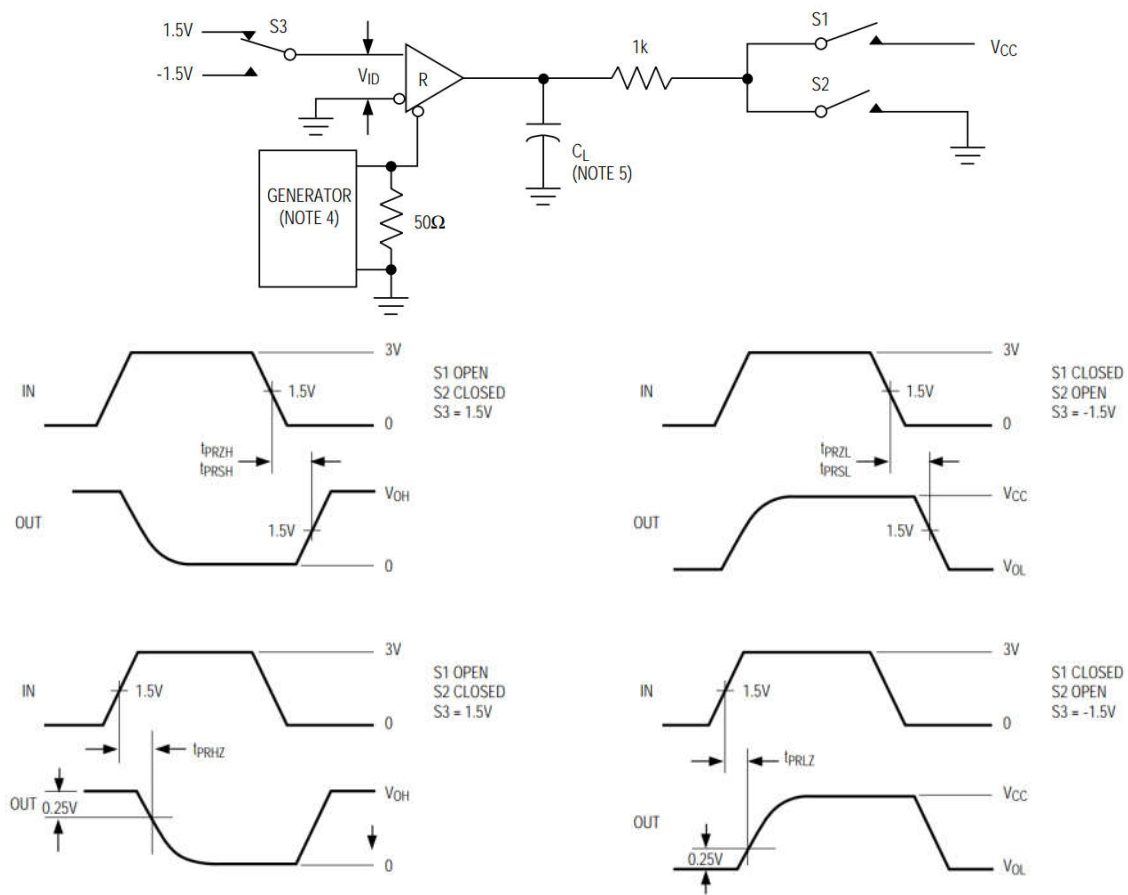 1.5V
S3
-1.5V
VID
R
1k
S1
VCC
S2
CL
(NOTE 5)
GENERATOR
(NOTE 4)
50Ω
IN
3V
1.5V
0
S1 OPEN
S2 CLOSED
S3 = 1.5V
tPRZH
tPRSH
OUT
VOH
1.5V
0
IN
3V
1.5V
0
S1 CLOSED
S2 OPEN
S3 = -1.5V
tPRZL
tPRSL
OUT
VCC
1.5V
VOL
IN
3V
1.5V
0
S1 OPEN
S2 CLOSED
S3 = 1.5V
tPRHZ
OUT
0.25V
VOH
0
IN
3V
1.5V
0
S1 CLOSED
S2 OPEN
S3 = -1.5V
tPRLZ
OUT
VCC
0.25V
VOL